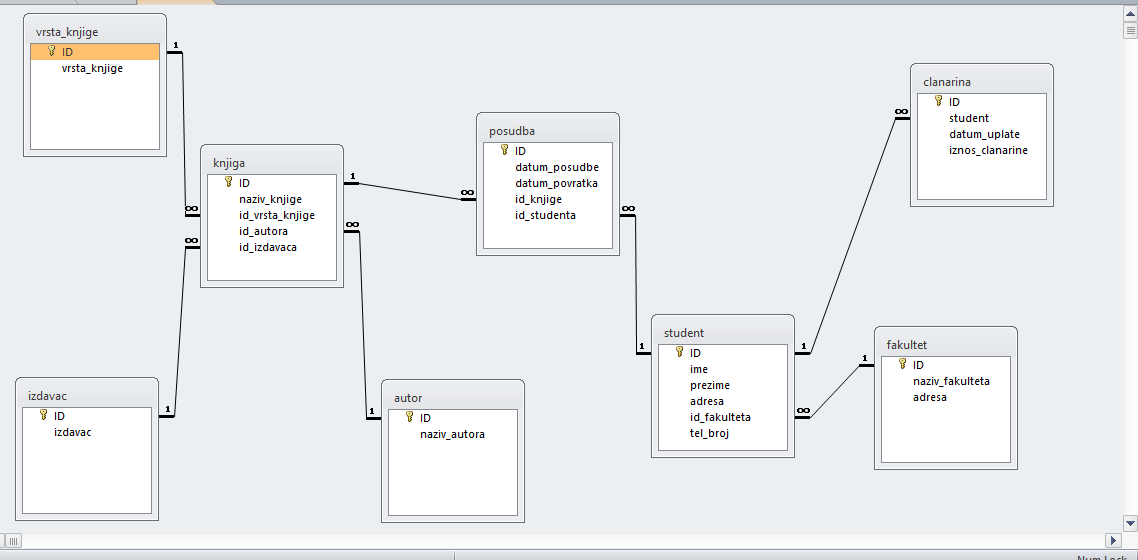 vrsta_knjige
ID
vrsta_knjige
1
∞
knjiga
ID
naziv_knjige
id_vrsta_knjige
id_autora
id_izdavaca
∞
1
izdavac
ID
izdavac
∞
1
autor
ID
naziv_autora
1
∞
posudba
ID
datum_posudbe
datum_povratka
id_knjige
id_studenta
∞
1
student
ID
ime
prezime
adresa
id_fakulteta
tel_broj
1
∞
clanarina
ID
student
datum_uplate
iznos_clanarine
∞
1
fakultet
ID
naziv_fakulteta
adresa
Num Lock